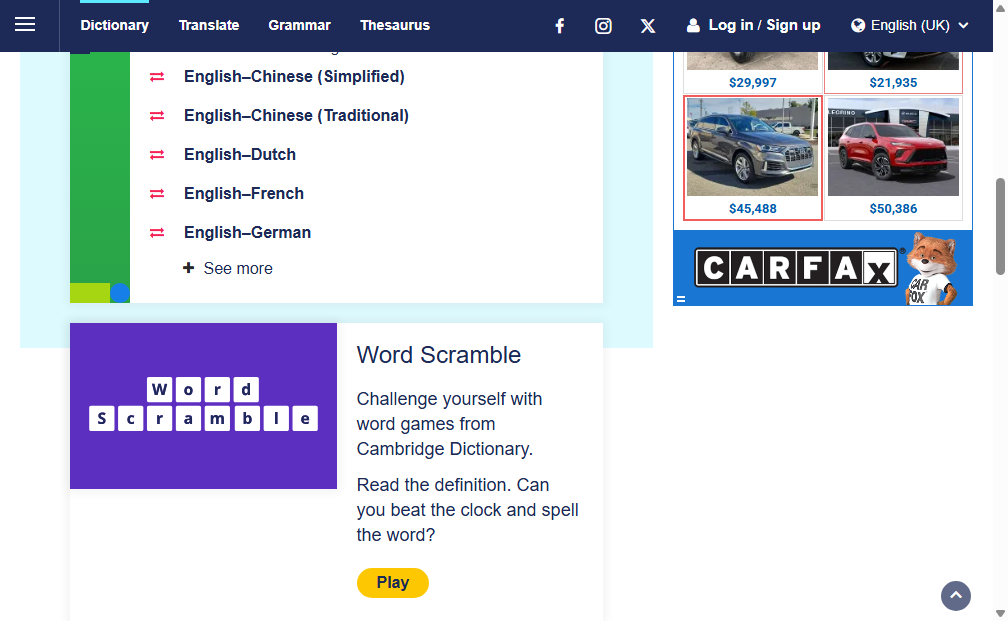 Dictionary
Translate
Grammar
Thesaurus
Log in / Sign up
English (UK)
English–Chinese (Simplified)
English–Chinese (Traditional)
English–Dutch
English–French
English–German
+ See more
$29,997
$21,935
$45,488
$50,386
CARFAX
CAR
FOX
Word
Scramble
Word Scramble
Challenge yourself with
word games from
Cambridge Dictionary.
Read the definition. Can
you beat the clock and spell
the word?
Play